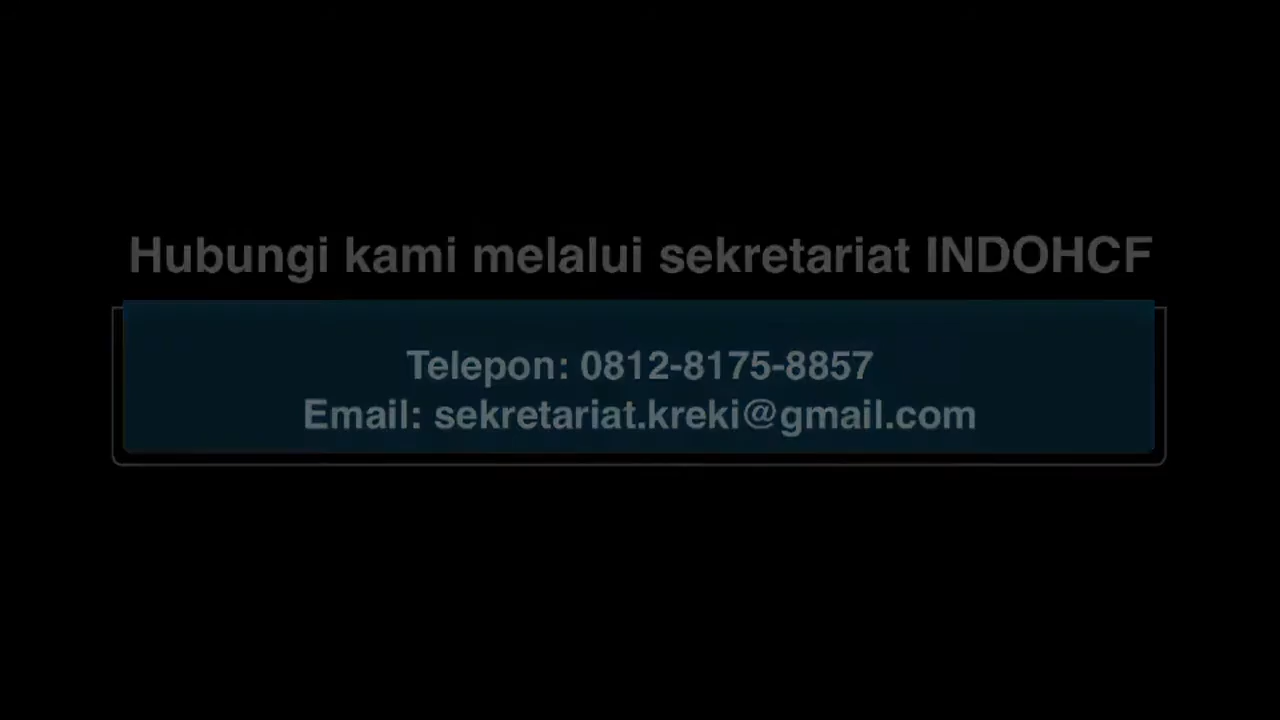 Hubungi kami melalui sekretariat INDOHCF
Telepon: 0812-8175-8857
Email: sekretariat.kreki@gmail.com